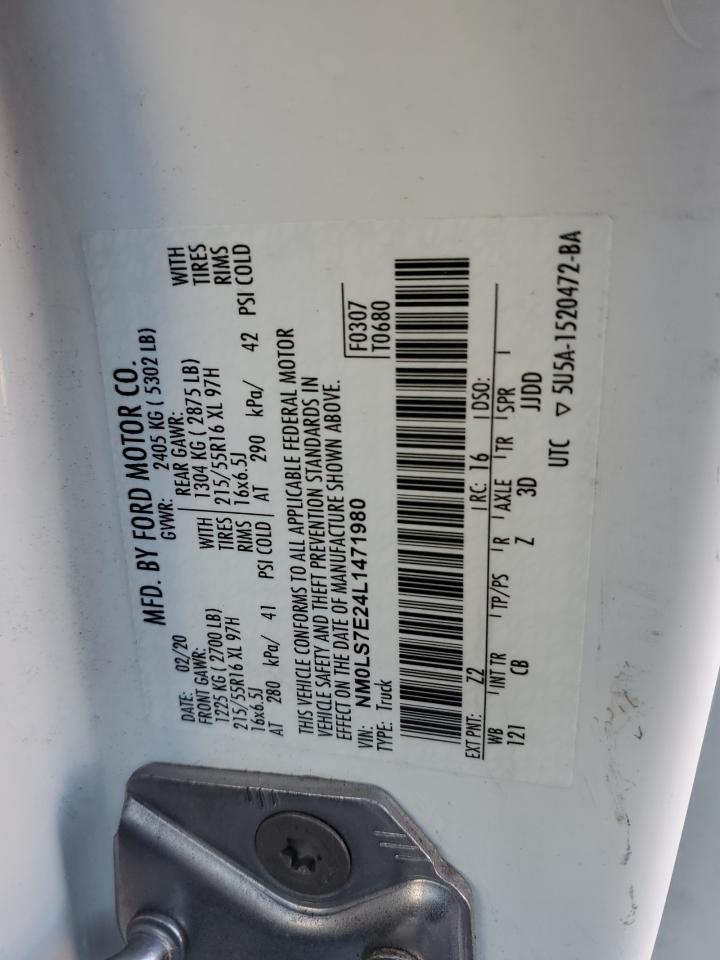 MFD. BY FORD MOTOR CO.
DATE: 02/20 GVWR: 2405 KG ( 5302 LB)
FRONT GAWR: REAR GAWR:
1225 KG ( 2700 LB) WITH 1304 KG ( 2875 LB) WITH
215/55R16 XL 97H TIRES 215/55R16 XL 97H TIRES
16x6.5J RIMS 16x6.5J RIMS
AT 280 kPa/ 41 PSI COLD AT 290 kPa/ 42 PSI COLD
THIS VEHICLE CONFORMS TO ALL APPLICABLE FEDERAL MOTOR
VEHICLE SAFETY AND THEFT PREVENTION STANDARDS IN
EFFECT ON THE DATE OF MANUFACTURE SHOWN ABOVE.
VIN: NM0LS7E24L1471980 F0307
TYPE: Truck T0680
EXT PNT: Z2 RC: 16 DSO:
WB INT TR TP/PS R AXLE TR SPR
121 CB Z 3D JJDD
UTC ▽ 5U5A-1520472-BA